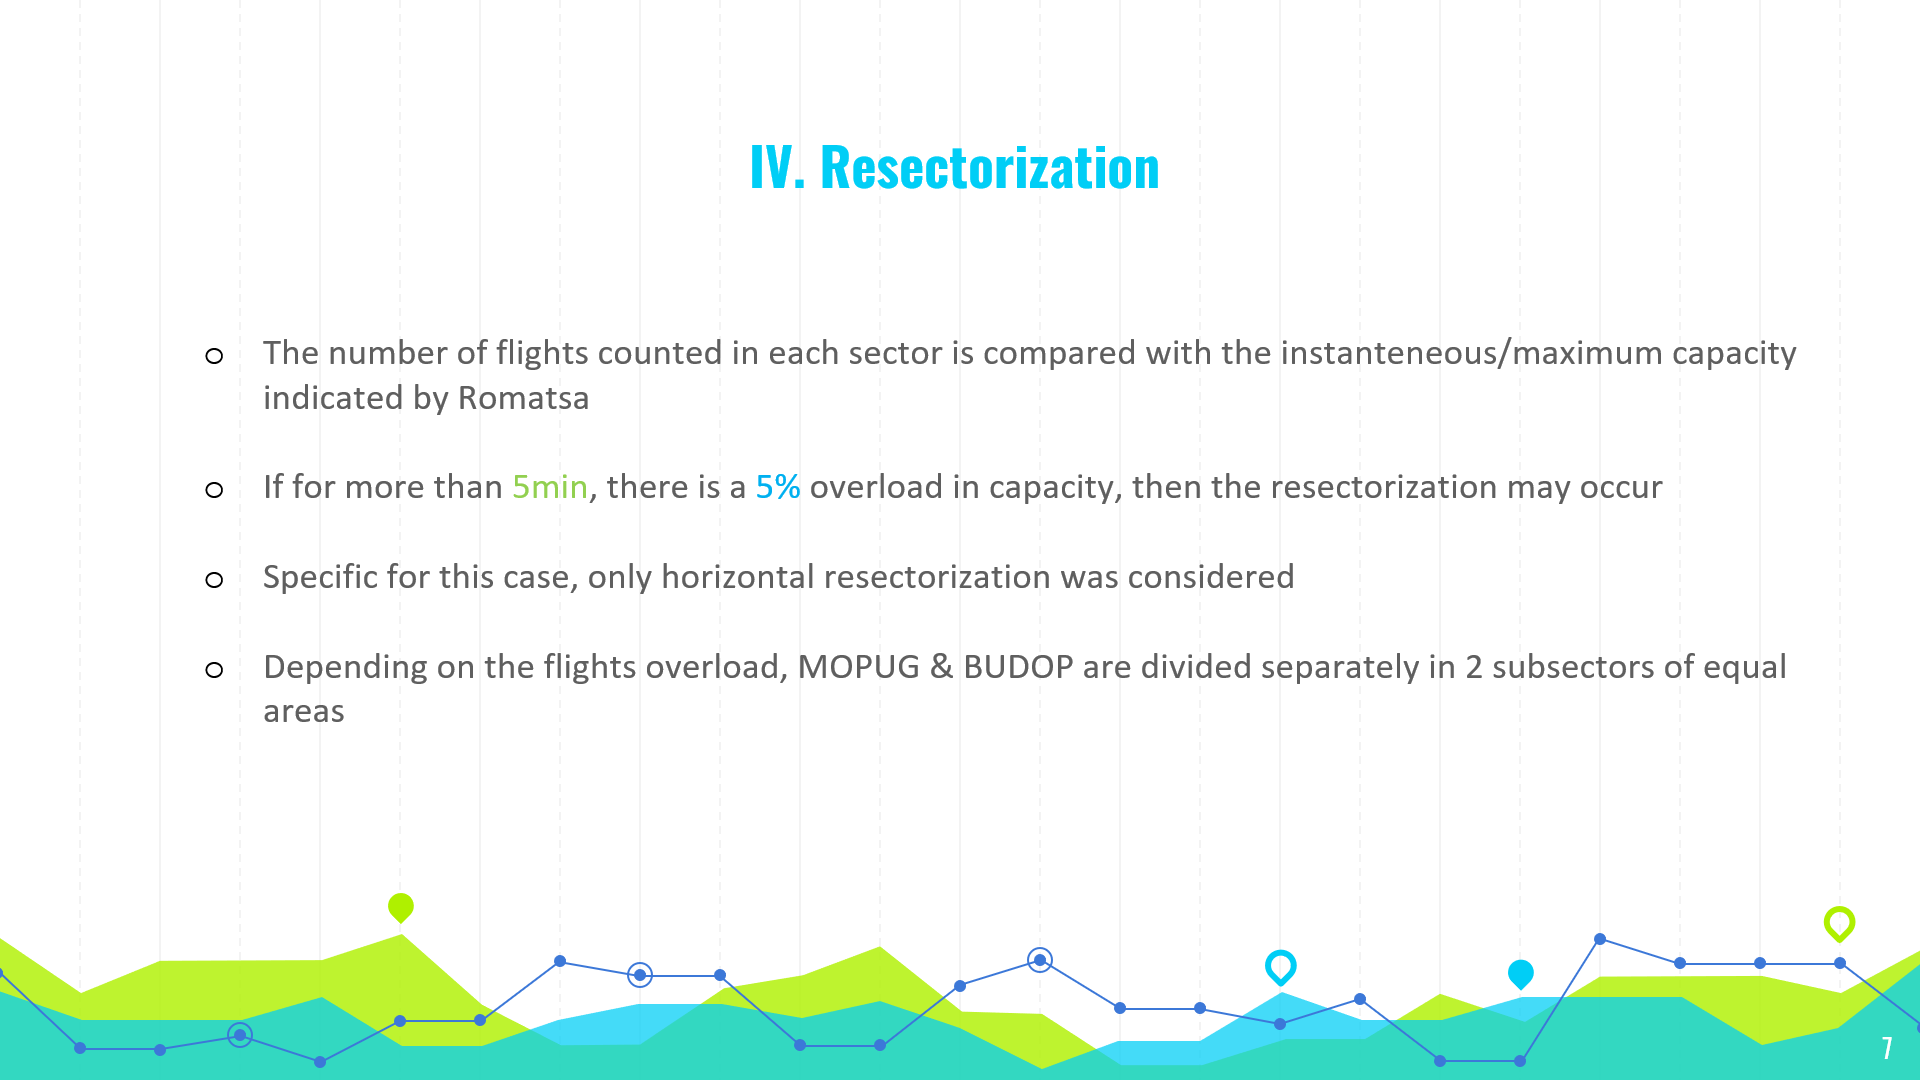 IV. Resectorization
o The number of flights counted in each sector is compared with the instanteneous/maximum capacity
indicated by Romatsa
o If for more than 5min, there is a 5% overload in capacity, then the resectorization may occur
o Specific for this case, only horizontal resectorization was considered
o Depending on the flights overload, MOPUG & BUDOP are divided separately in 2 subsectors of equal
areas
7